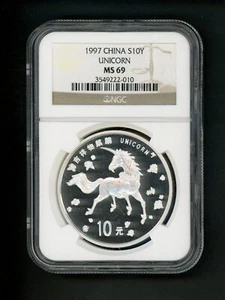 1997 CHINA S10Y
UNICORN
MS 69
3549222-010
NGC
UNICORN
10元